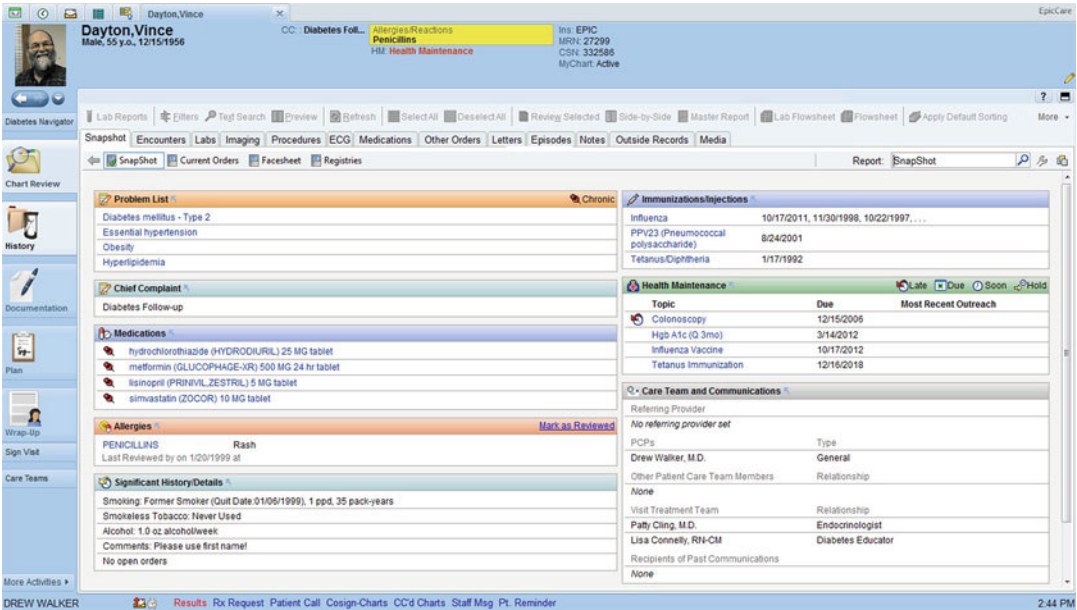 Dayton,Vince
EpicCare
Dayton,Vince
Male, 55 y.o., 12/15/1956
CC: Diabetes Foll...
Allergies/Reactions
Penicillins
HM: Health Maintenance
Ins: EPIC
MRN: 27299
CSN: 332586
MyChart: Active
Diabetes Navigator
Chart Review
History
Documentation
Plan
Wrap-Up
Sign Visit
Care Teams
More Activities
Lab Reports Filters Text Search Preview Refresh Select All Deselect All Review Selected Side-by-Side Master Report Lab Flowsheet Flowsheet Apply Default Sorting More
Snapshot Encounters Labs Imaging Procedures ECG Medications Other Orders Letters Episodes Notes Outside Records Media
SnapShot Current Orders Facesheet Registries Report: SnapShot
Problem List Chronic
Diabetes mellitus - Type 2
Essential hypertension
Obesity
Hyperlipidemia
Chief Complaint
Diabetes Follow-up
Medications
hydrochlorothiazide (HYDRODIURIL) 25 MG tablet
metformin (GLUCOPHAGE-XR) 500 MG 24 hr tablet
lisinopril (PRINIVIL,ZESTRIL) 5 MG tablet
simvastatin (ZOCOR) 10 MG tablet
Allergies Mark as Reviewed
PENICILLINS Rash
Last Reviewed by on 1/20/1999 at
Significant History/Details
Smoking: Former Smoker (Quit Date:01/06/1999), 1 ppd, 35 pack-years
Smokeless Tobacco: Never Used
Alcohol: 1.0 oz alcohol/week
Comments: Please use first name!
No open orders
Immunizations/Injections
Influenza 10/17/2011, 11/30/1998, 10/22/1997, . . .
PPV23 (Pneumococcal
polysaccharide) 8/24/2001
Tetanus/Diphtheria 1/17/1992
Health Maintenance Late Due Soon Hold
Topic Due Most Recent Outreach
Colonoscopy 12/15/2006
Hgb A1c (Q 3mo) 3/14/2012
Influenza Vaccine 10/17/2012
Tetanus Immunization 12/16/2018
Care Team and Communications
Referring Provider
No referring provider set
PCPs Type
Drew Walker, M.D. General
Other Patient Care Team Members Relationship
None
Visit Treatment Team Relationship
Patty Cling, M.D. Endocrinologist
Lisa Connelly, RN-CM Diabetes Educator
Recipients of Past Communications
None
DREW WALKER Results Rx Request Patient Call Cosign-Charts CC'd Charts Staff Msg Pt. Reminder 2:44 PM